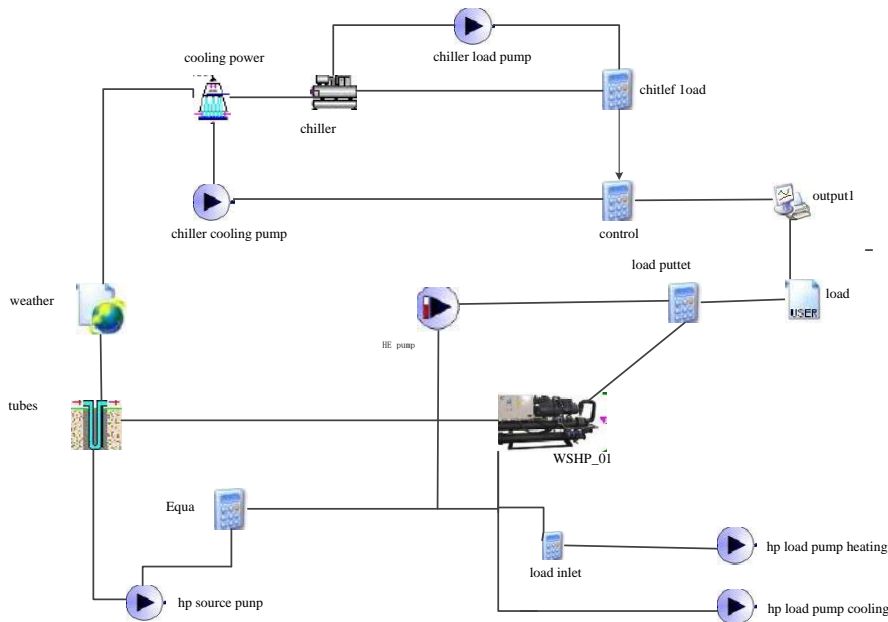 cooling power
chiller load pump
chitlef 1oad
chiller
output1
chiller cooling pump
control
load puttet
weather
load
USER
HE pump
tubes
WSHP_01
Equa
hp load pump heating
load inlet
hp source punp
hp load pump cooling